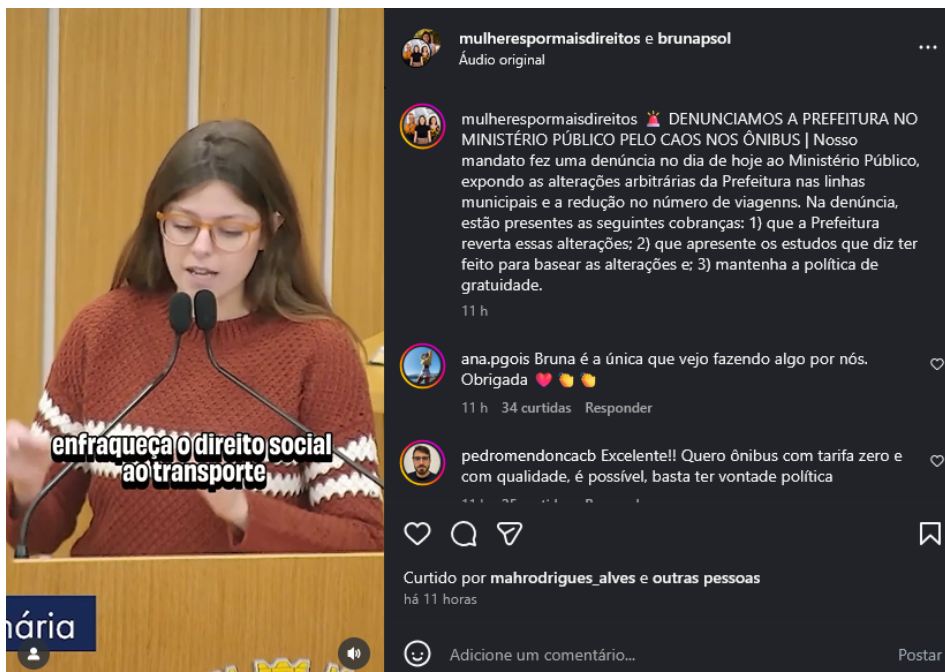 enfraqueça o direito social
ao transporte
nária
mulherespormaisdireitos e brunapsol
Áudio original
mulherespormaisdireitos 🚨 DENUNCIAMOS A PREFEITURA NO
MINISTÉRIO PÚBLICO PELO CAOS NOS ÔNIBUS | Nosso
mandato fez uma denúncia no dia de hoje ao Ministério Público,
expondo as alterações arbitrárias da Prefeitura nas linhas
municipais e a redução no número de viagenns. Na denúncia,
estão presentes as seguintes cobranças: 1) que a Prefeitura
reverta essas alterações; 2) que apresente os estudos que diz ter
feito para basear as alterações e; 3) mantenha a política de
gratuidade.
11 h
ana.pgois Bruna é a única que vejo fazendo algo por nós.
Obrigada ❤️ 👏 👏
11 h 34 curtidas Responder
pedromendoncacb Excelente!! Quero ônibus com tarifa zero e
com qualidade, é possível, basta ter vontade política
Curtido por mahrodrigues_alves e outras pessoas
há 11 horas
Adicione um comentário...
Postar